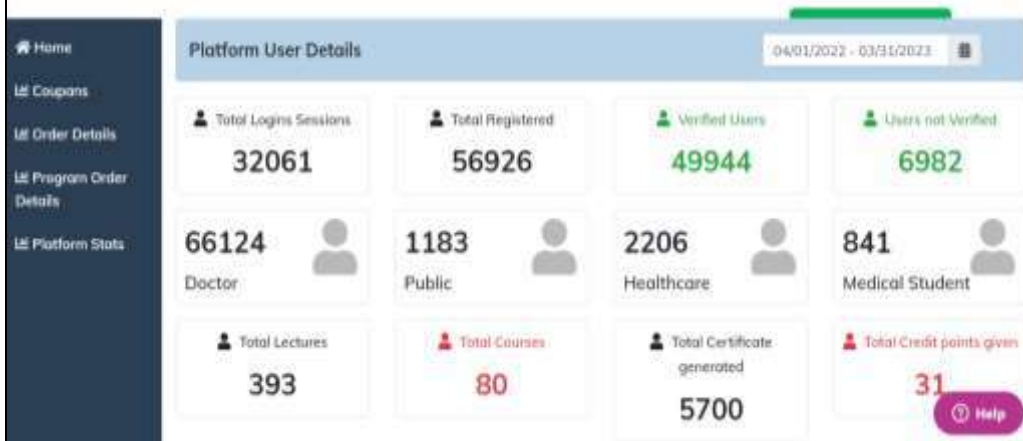 Home
Coupons
Order Details
Program Order
Details
Platform Stats
Platform User Details
04/01/2022 - 03/31/2023
Total Logins Sessions
32061
Total Registered
56926
Verified Users
49944
Users not Verified
6982
66124
Doctor
1183
Public
2206
Healthcare
841
Medical Student
Total Lectures
393
Total Courses
80
Total Certificate
generated
5700
Total Credit points given
31
Help